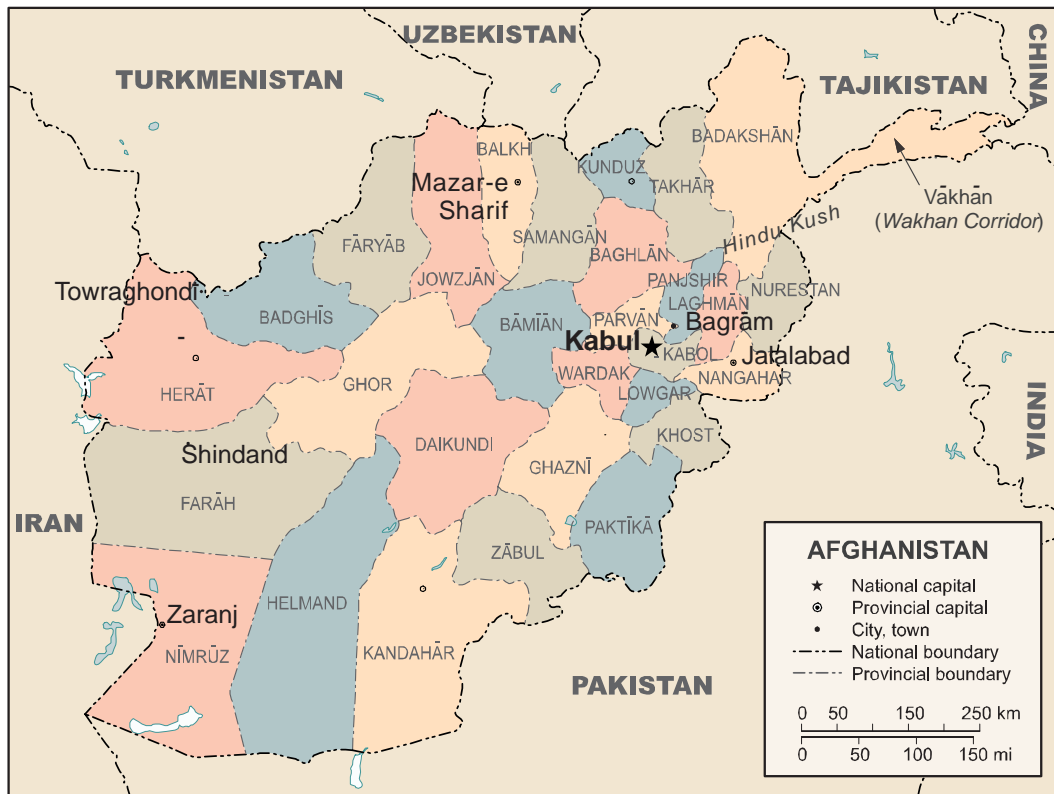 UZBEKISTAN
CHINA
TURKMENISTAN
TAJIKISTAN
BADAKSHĀN
BALKH
KUNDUZ
Mazar-e
Sharif
TAKHĀR
Vākhān
(Wakhan Corridor)
Hindu Kush
FĀRYĀB
SAMANGĀN
BAGHLĀN
JOWZJĀN
PANJSHIR
NURESTAN
Towraghondī
LAGHMĀN
BADGHĪS
BĀMĪĀN
PARVĀN
Bagrām
Kabul
KABOL
Jalalabad
-
WARDAK
NANGAHAR
GHOR
HERĀT
LOWGAR
KHOST
INDIA
DAIKUNDI
Shindand
GHAZNĪ
FARĀH
IRAN
PAKTĪKĀ
ZĀBUL
HELMAND
Zaranj
NĪMRŪZ
KANDAHĀR
PAKISTAN
AFGHANISTAN
National capital
Provincial capital
City, town
National boundary
Provincial boundary
0 50 150 250 km
0 50 100 150 mi